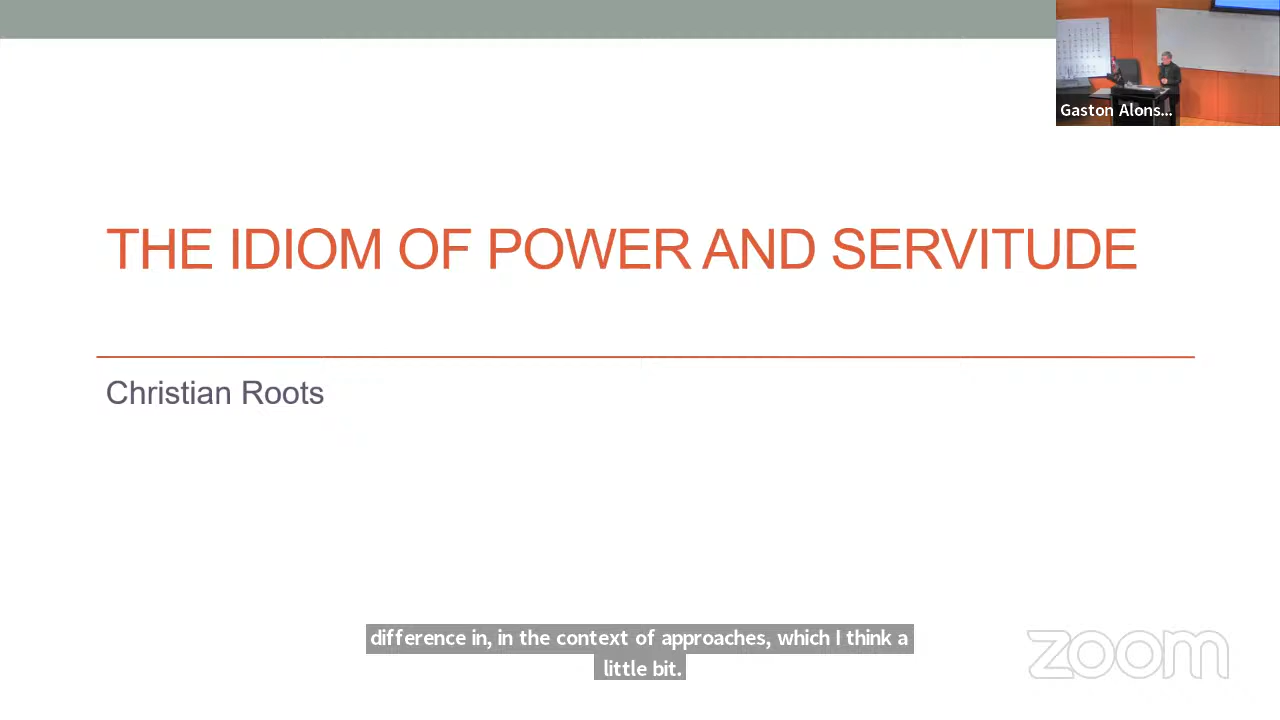 Gaston Alons...
THE IDIOM OF POWER AND SERVITUDE
Christian Roots
difference in, in the context of approaches, which I think a
little bit.
zoom